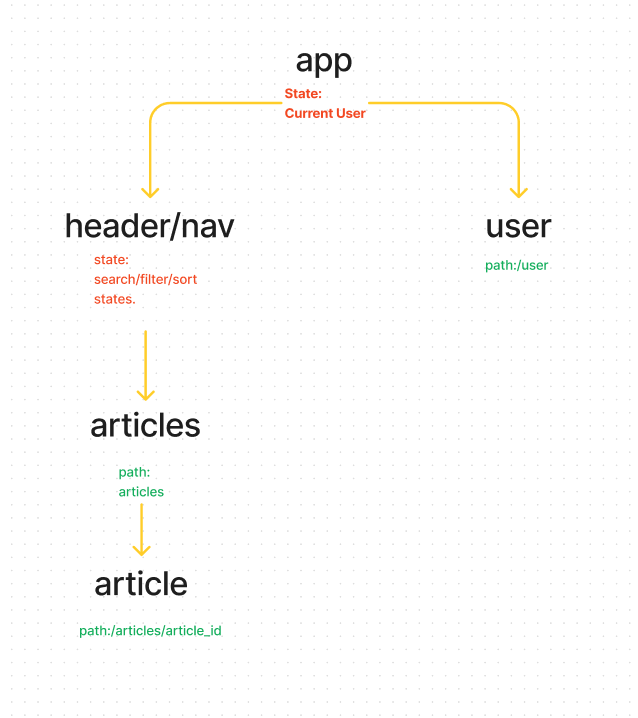 app
State:
Current User
header/nav
state:
search/filter/sort
states.
user
path:/user
articles
path:
articles
article
path:/articles/article_id